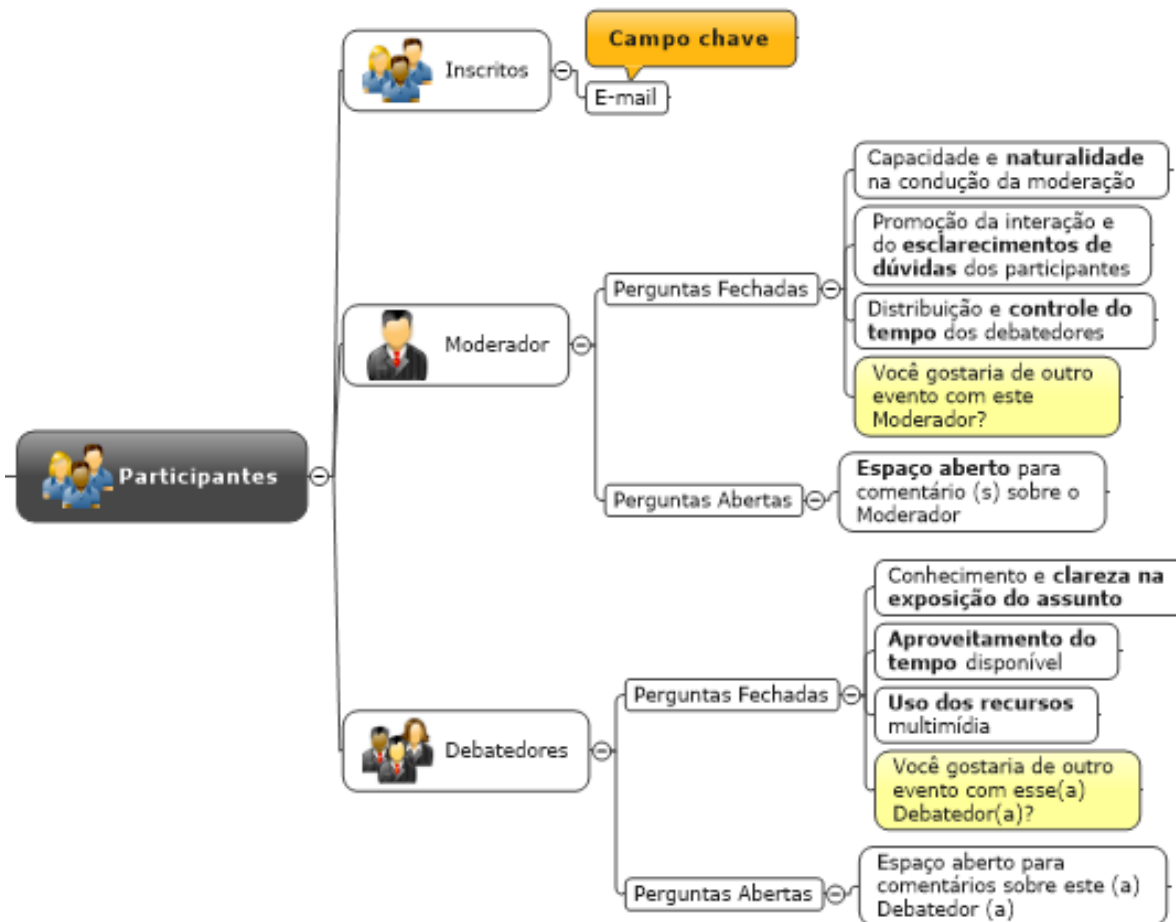 Campo chave
Inscritos
E-mail
Capacidade e naturalidade
na condução da moderação
Promoção da interação e
do esclarecimentos de
dúvidas dos participantes
Perguntas Fechadas
Distribuição e controle do
tempo dos debatedores
Moderador
Você gostaria de outro
evento com este
Moderador?
Participantes
Espaço aberto para
comentário (s) sobre o
Moderador
Perguntas Abertas
Conhecimento e clareza na
exposição do assunto
Aproveitamento do
tempo disponível
Perguntas Fechadas
Uso dos recursos
multimídia
Debatedores
Você gostaria de outro
evento com esse(a)
Debatedor(a)?
Perguntas Abertas
Espaço aberto para
comentários sobre este (a)
Debatedor (a)